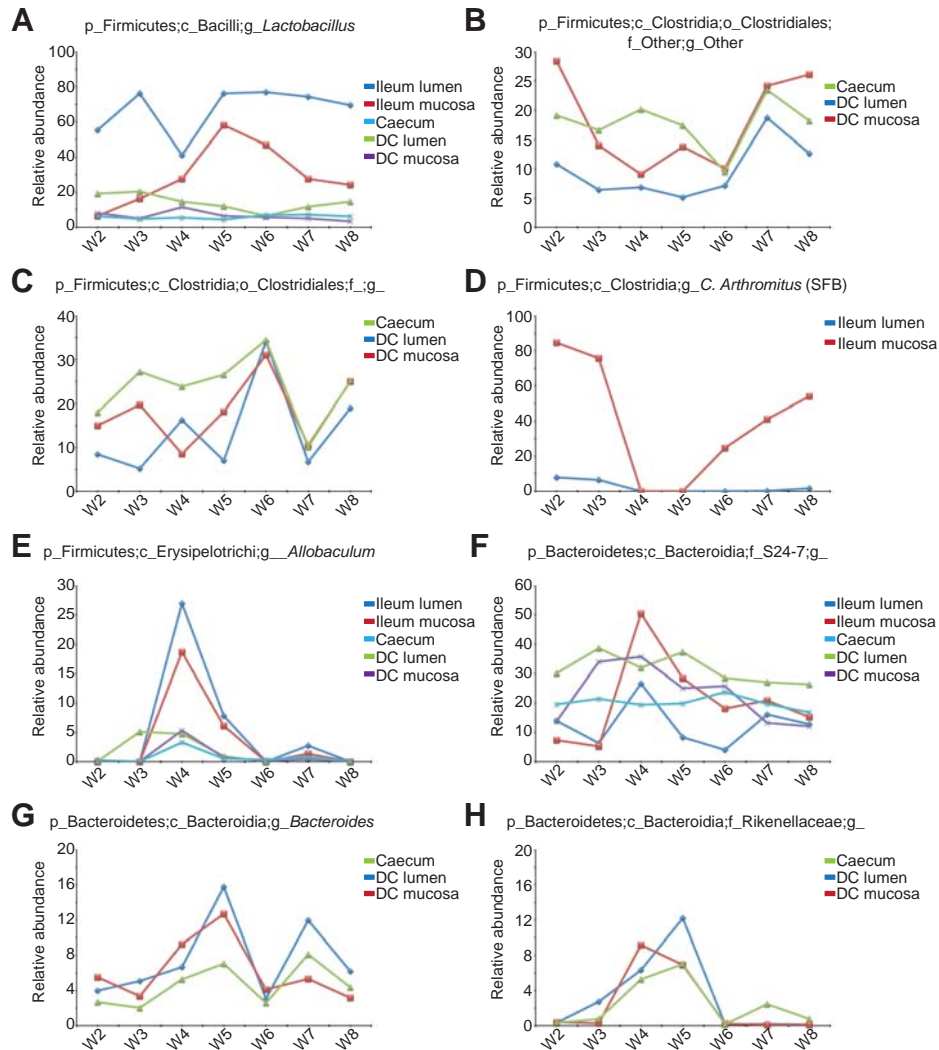 A
p_Firmicutes;c_Bacilli;g_Lactobacillus
Relative abundance
100
80
60
40
20
0
W2 W3 W4 W5 W6 W7 W8
Ileum lumen
Ileum mucosa
Caecum
DC lumen
DC mucosa
B
p_Firmicutes;c_Clostridia;o_Clostridiales;
f_Other;g_Other
Relative abundance
30
25
20
15
10
5
0
W2 W3 W4 W5 W6 W7 W8
Caecum
DC lumen
DC mucosa
C
p_Firmicutes;c_Clostridia;o_Clostridiales;f_;g_
Relative abundance
40
30
20
10
0
W2 W3 W4 W5 W6 W7 W8
Caecum
DC lumen
DC mucosa
D
p_Firmicutes;c_Clostridia;g_C. Arthromitus (SFB)
Relative abundance
100
80
60
40
20
0
W2 W3 W4 W5 W6 W7 W8
Ileum lumen
Ileum mucosa
E
p_Firmicutes;c_Erysipelotrichi;g__Allobaculum
Relative abundance
30
25
20
15
10
5
0
W2 W3 W4 W5 W6 W7 W8
Ileum lumen
Ileum mucosa
Caecum
DC lumen
DC mucosa
F
p_Bacteroidetes;c_Bacteroidia;f_S24-7;g_
Relative abundance
60
50
40
30
20
10
0
W2 W3 W4 W5 W6 W7 W8
Ileum lumen
Ileum mucosa
Caecum
DC lumen
DC mucosa
G
p_Bacteroidetes;c_Bacteroidia;g_Bacteroides
Relative abundance
20
16
12
8
4
0
W2 W3 W4 W5 W6 W7 W8
Caecum
DC lumen
DC mucosa
H
p_Bacteroidetes;c_Bacteroidia;f_Rikenellaceae;g_
Relative abundance
20
16
12
8
4
0
W2 W3 W4 W5 W6 W7 W8
Caecum
DC lumen
DC mucosa